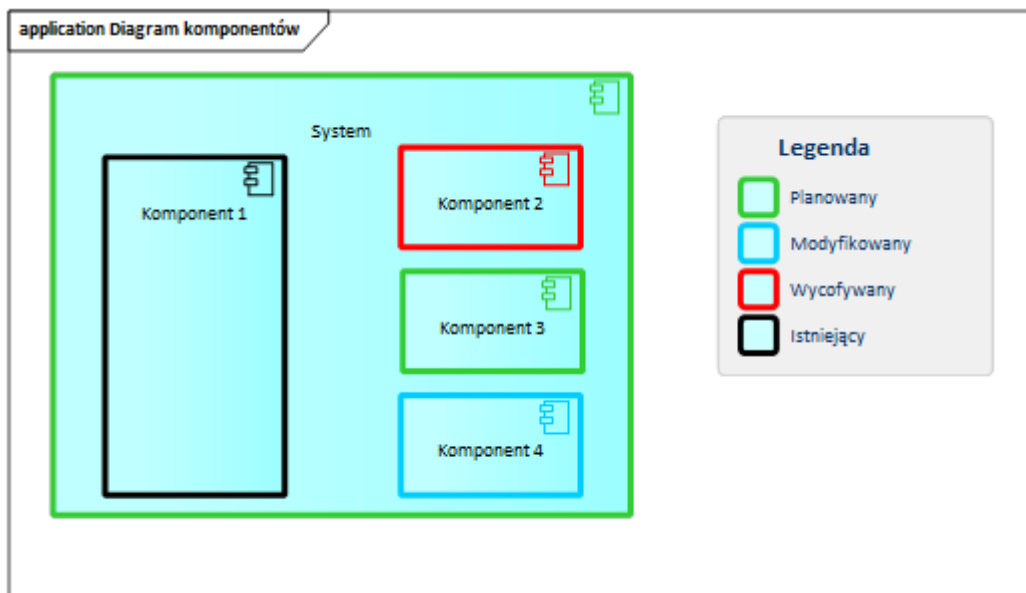 application Diagram komponentów
System
Komponent 1
Komponent 2
Komponent 3
Komponent 4
Legenda
Planowany
Modyfikowany
Wycofywany
Istniejący